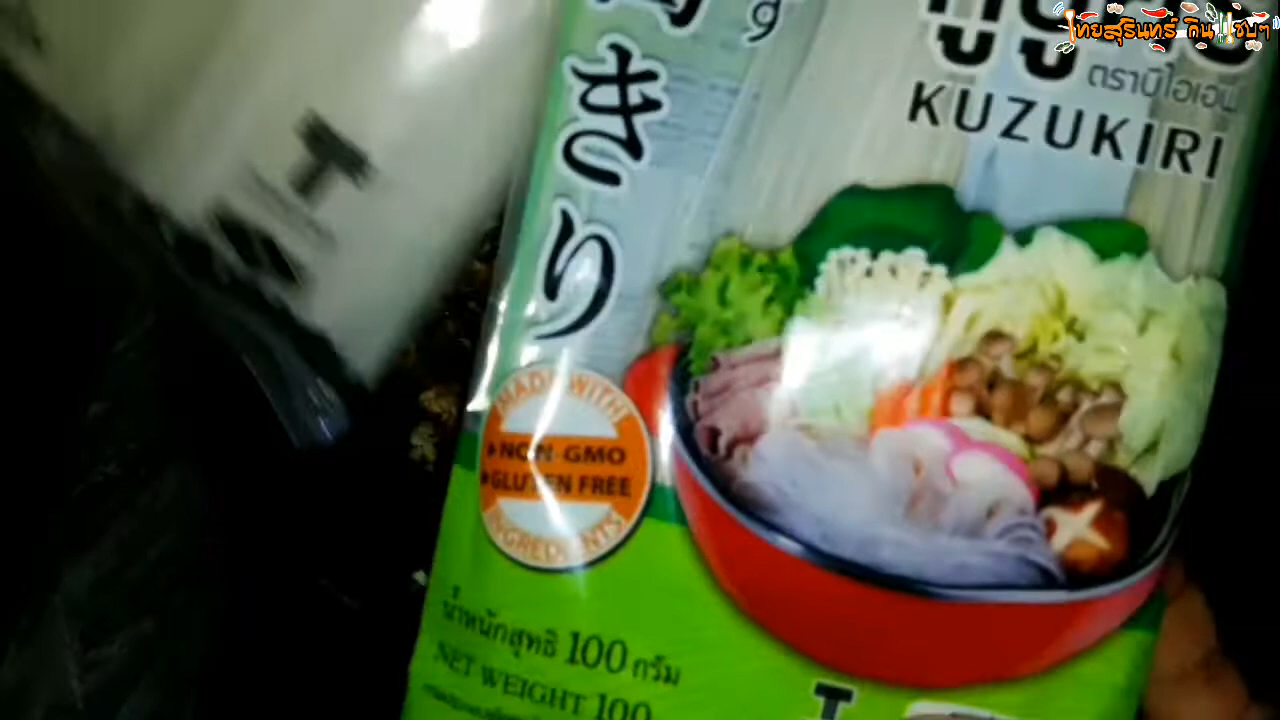 ไทยสุรินทร์ กินแซบๆ
ตราบีไอเอน
KUZUKIRI
きり
MADE WITH
NON-GMO
GLUTEN FREE
INGREDIENTS
น้ำหนักสุทธิ 100 กรัม
NET WEIGHT 100